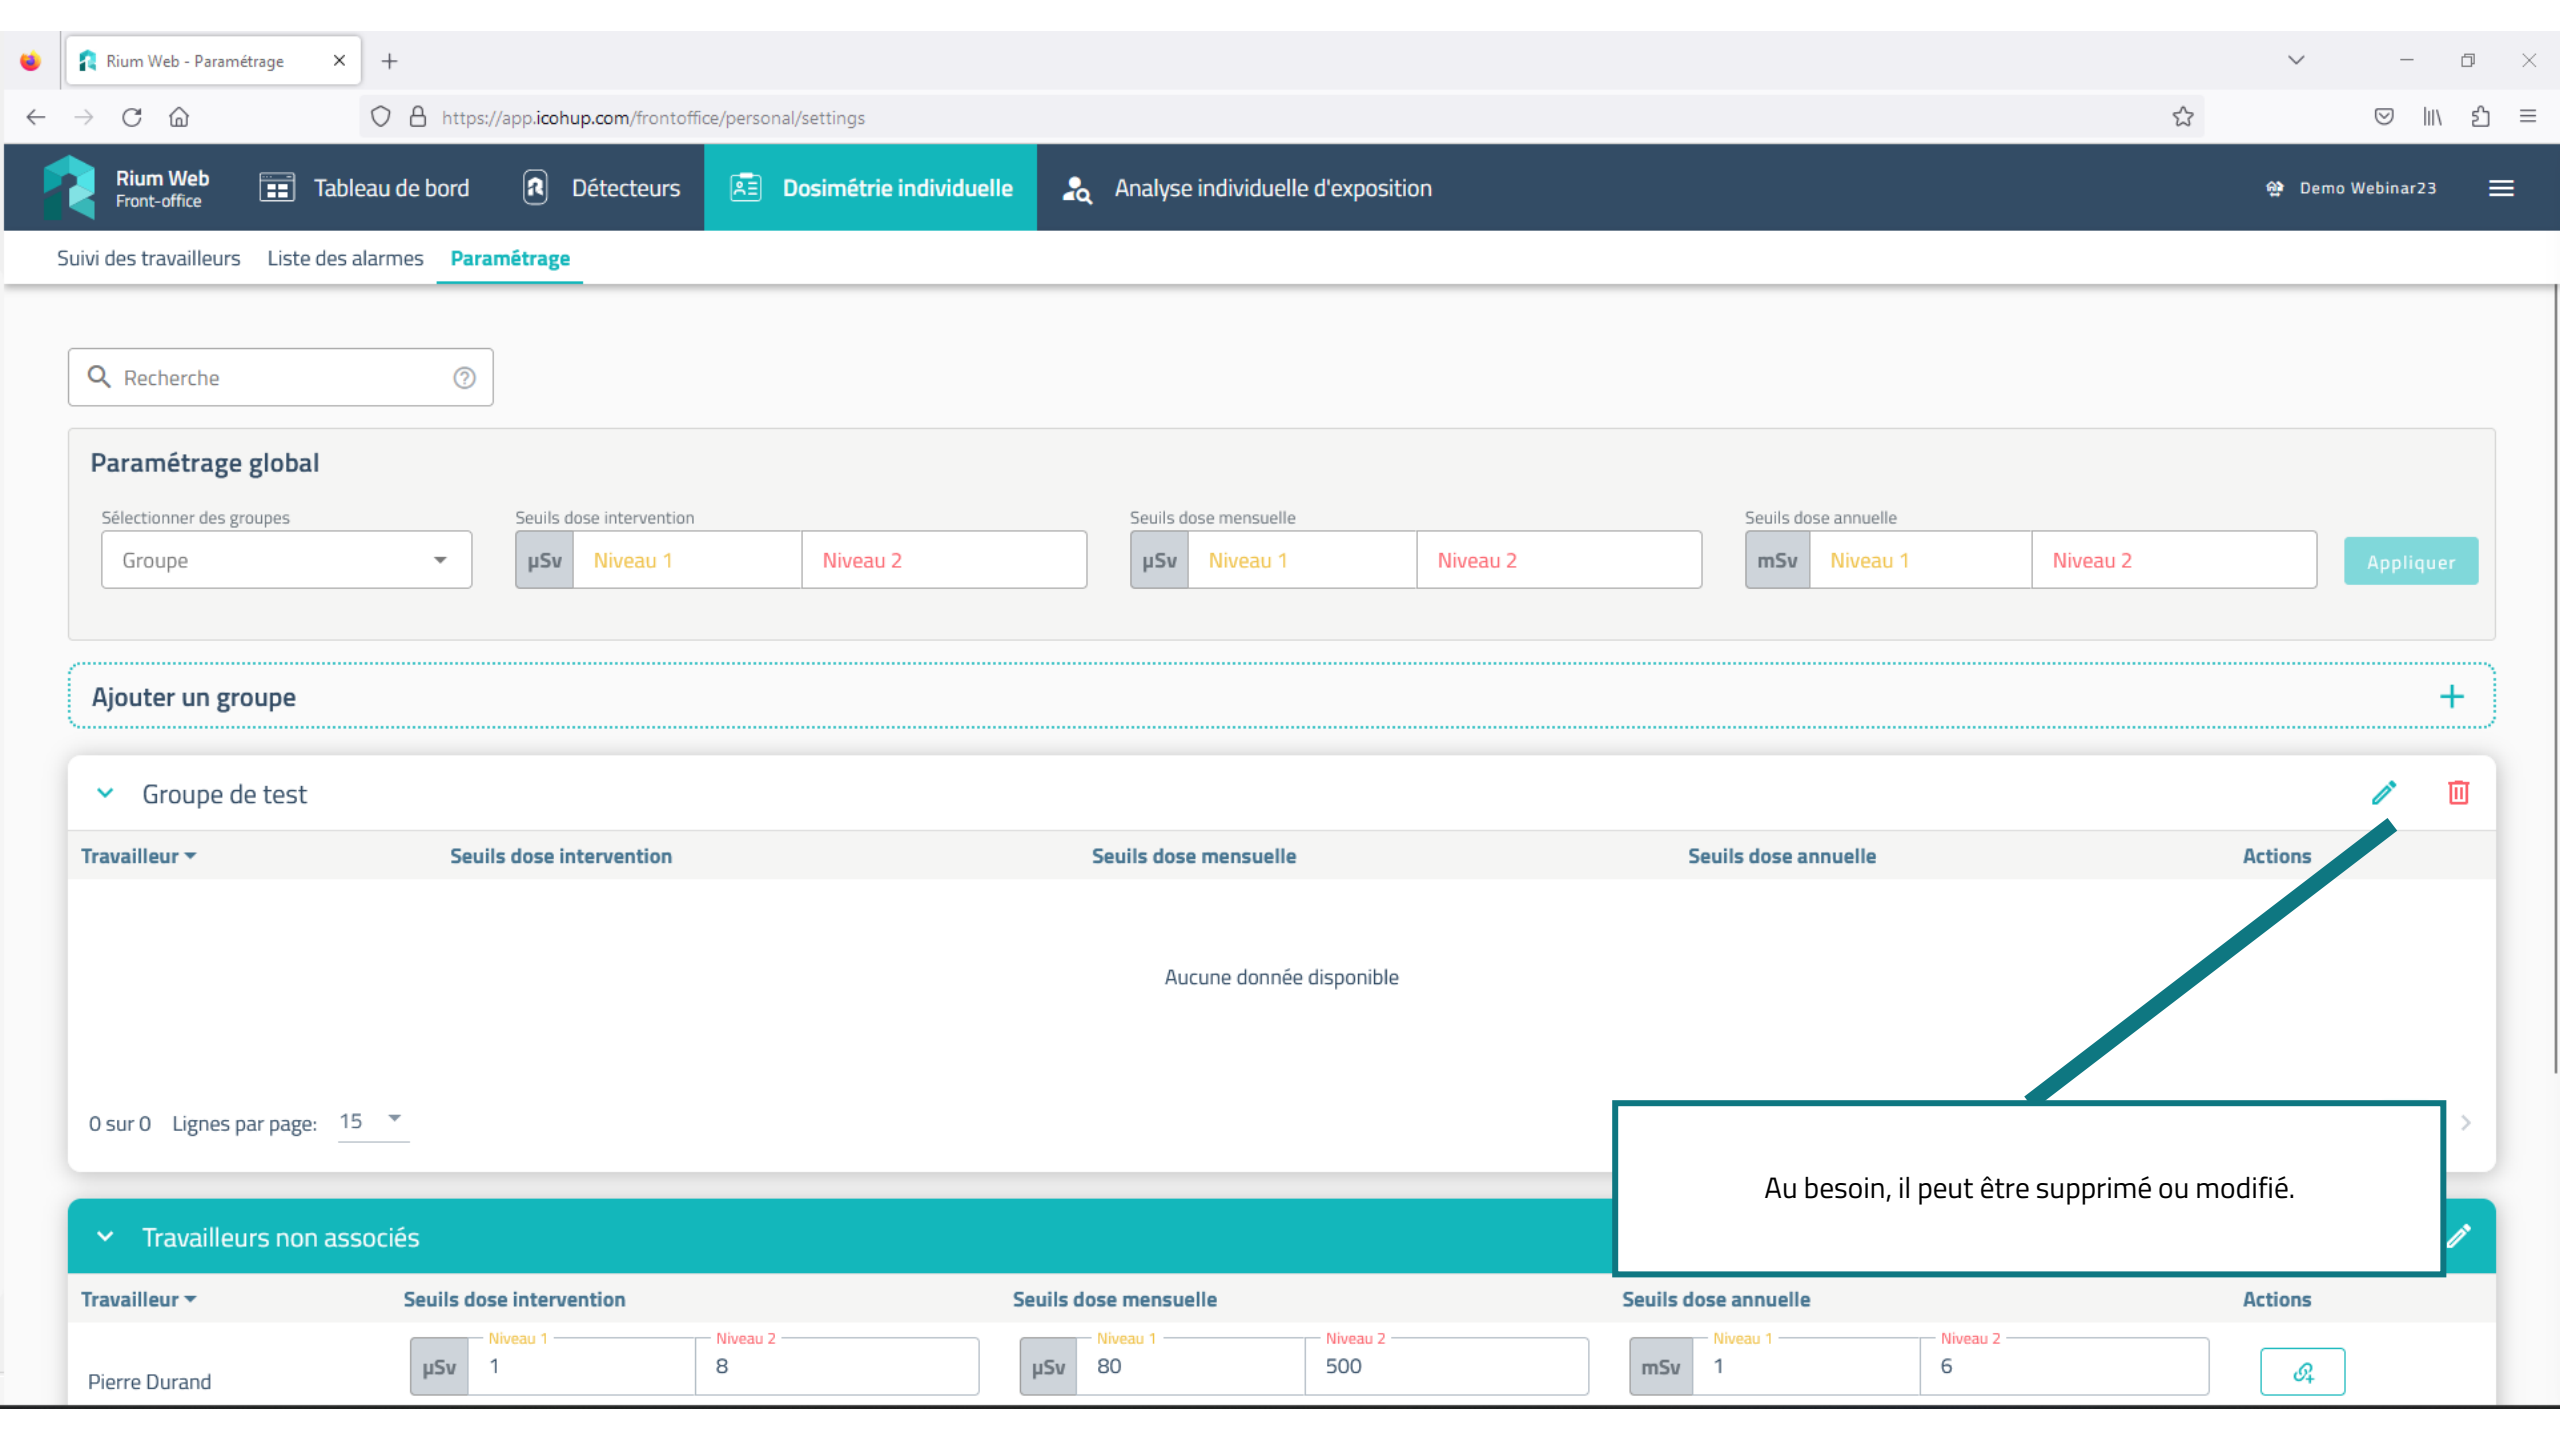 Rium Web - Paramétrage
https://app.icohup.com/frontoffice/personal/settings
Rium Web
Front-office
Tableau de bord
Détecteurs
Dosimétrie individuelle
Analyse individuelle d'exposition
Demo Webinar23
Suivi des travailleurs
Liste des alarmes
Paramétrage
Recherche
Paramétrage global
Sélectionner des groupes
Seuils dose intervention
Seuils dose mensuelle
Seuils dose annuelle
Groupe
µSv Niveau 1 Niveau 2
µSv Niveau 1 Niveau 2
mSv Niveau 1 Niveau 2
Appliquer
Ajouter un groupe
Groupe de test
Travailleur Seuils dose intervention Seuils dose mensuelle Seuils dose annuelle Actions
Aucune donnée disponible
0 sur 0 Lignes par page: 15
Au besoin, il peut être supprimé ou modifié.
Travailleurs non associés
Travailleur Seuils dose intervention Seuils dose mensuelle Seuils dose annuelle Actions
Niveau 1 Niveau 2 Niveau 1 Niveau 2 Niveau 1 Niveau 2
Pierre Durand µSv 1 8 µSv 80 500 mSv 1 6